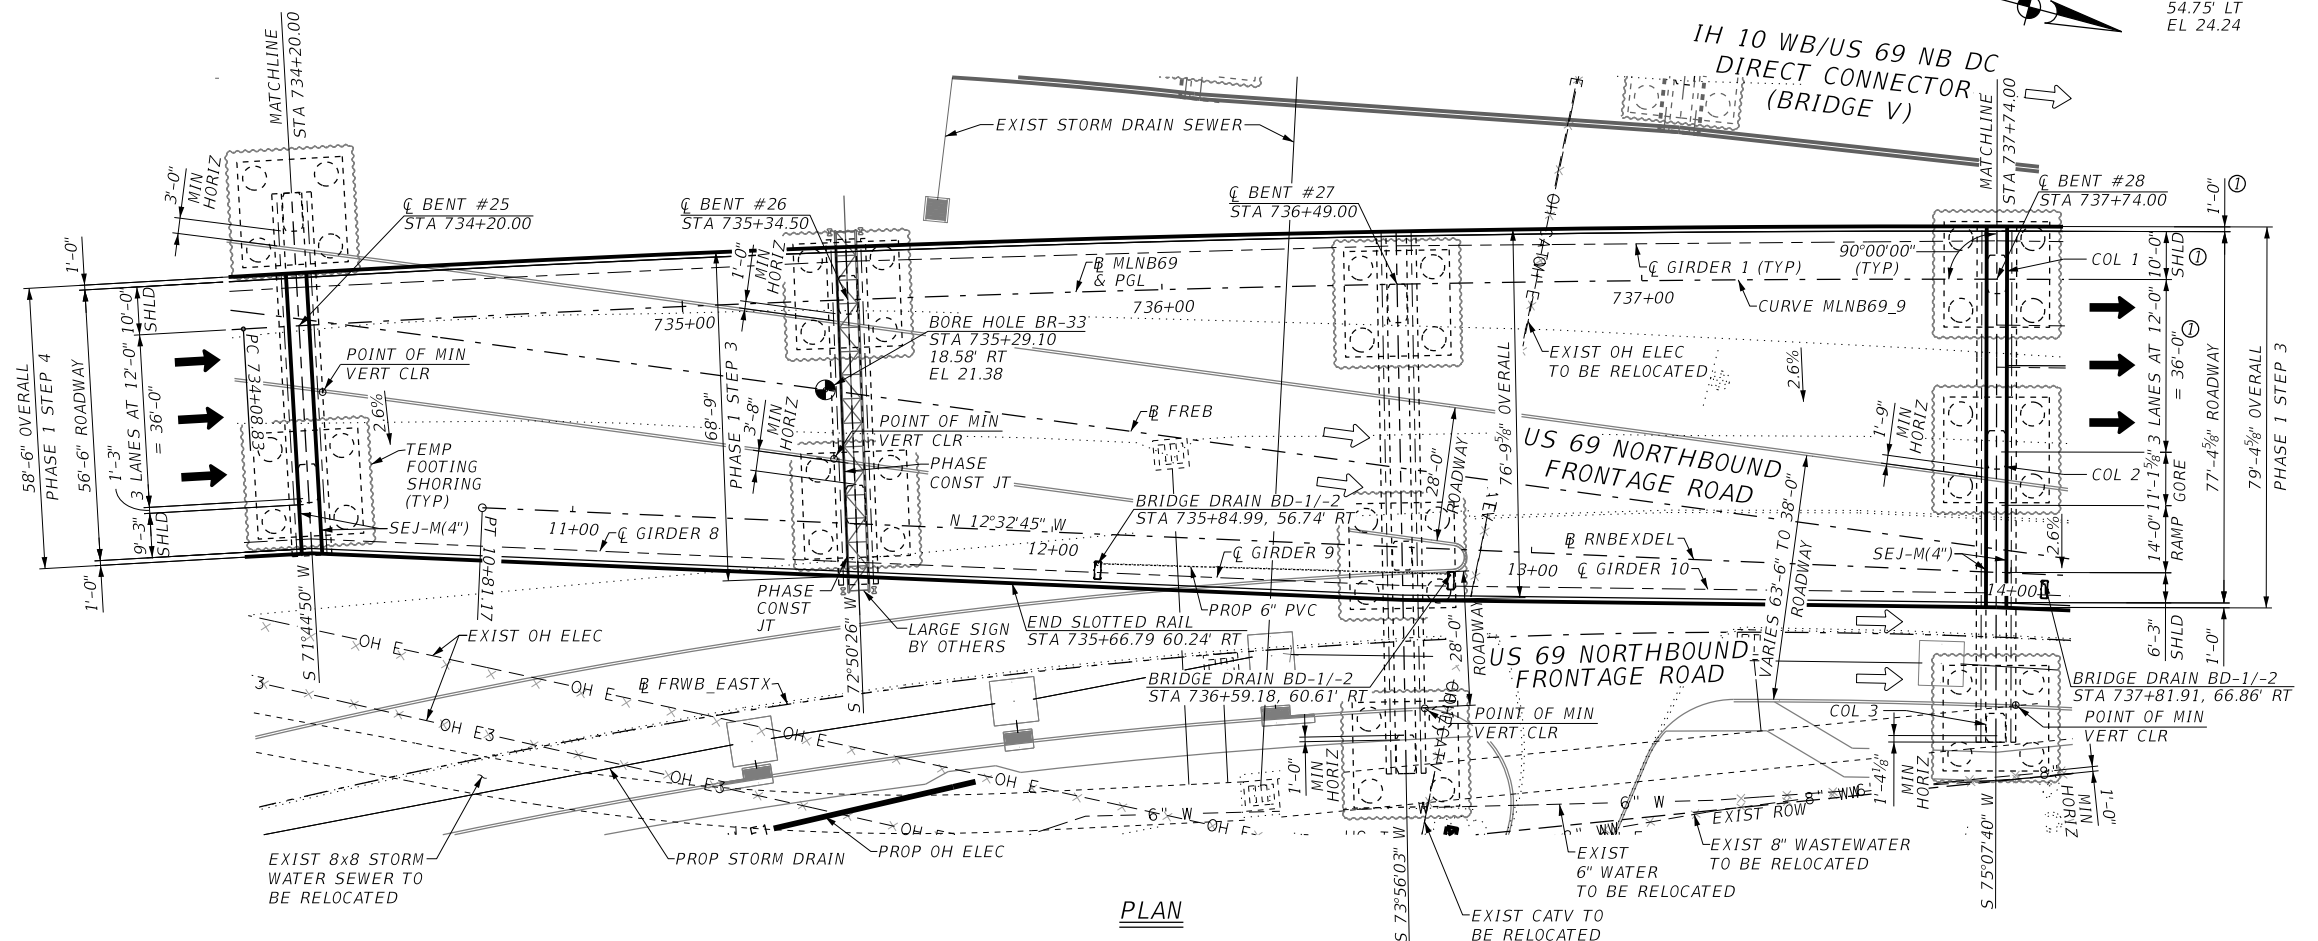 54.75' LT
EL 24.24
IH 10 WB/US 69 NB DC
DIRECT CONNECTOR
(BRIDGE V)
MATCHLINE
STA 734+20.00
MATCHLINE
STA 737+74.00
EXIST STORM DRAIN SEWER
3'-0"
MIN
HORIZ
℄ BENT #25
STA 734+20.00
℄ BENT #26
STA 735+34.50
℄ BENT #27
STA 736+49.00
℄ BENT #28
STA 737+74.00
1'-0" ①
1'-0"
10'-0"
SHLD
1'-0"
MIN
HORIZ
B MLNB69
& PGL
℄ GIRDER 1 (TYP)
90°00'00"
(TYP)
COL 1
10'-0"
SHLD ①
735+00
736+00
737+00
CURVE MLNB69_9
58'-6" OVERALL
PHASE 1 STEP 4
56'-6" ROADWAY
3 LANES AT 12'-0"
= 36'-0"
1'-3"
9'-3"
SHLD
1'-0"
PC 734+08.83
POINT OF MIN
VERT CLR
2.6%
TEMP
FOOTING
SHORING
(TYP)
SEJ-M(4")
68'-9"
PHASE 1 STEP 3
BORE HOLE BR-33
STA 735+29.10
18.58' RT
EL 21.38
3'-8"
MIN
HORIZ
POINT OF MIN
VERT CLR
PHASE
CONST JT
B FREB
EXIST OH ELEC
TO BE RELOCATED
2.6%
76'-9⅝" OVERALL
28'-0"
ROADWAY
US 69 NORTHBOUND
FRONTAGE ROAD
1'-9"
MIN
HORIZ
COL 2
3 LANES AT 12'-0"
= 36'-0" ①
11'-1⅝"
GORE
14'-0"
RAMP
77'-4⅝" ROADWAY
79'-4⅝" OVERALL
PHASE 1 STEP 3
2.6%
SEJ-M(4")
BRIDGE DRAIN BD-1/-2
STA 735+84.99, 56.74' RT
PT 10+81.17
11+00
℄ GIRDER 8
N 12°32'45" W
12+00
℄ GIRDER 9
B RNBEXDEL
13+00
℄ GIRDER 10
14+00
PHASE
CONST
JT
LARGE SIGN
BY OTHERS
END SLOTTED RAIL
STA 735+66.79 60.24' RT
PROP 6" PVC
28'-0"
ROADWAY
VARIES 63'-6" TO 38'-0"
ROADWAY
6'-3"
SHLD
1'-0"
S 71°44'50" W
S 72°50'26" W
EXIST OH ELEC
OH E
OH E
OH E3
OH E
OH E3
OH E
B FRWB_EASTX
BRIDGE DRAIN BD-1/-2
STA 736+59.18, 60.61' RT
US 69 NORTHBOUND
FRONTAGE ROAD
BRIDGE DRAIN BD-1/-2
STA 737+81.91, 66.86' RT
POINT OF MIN
VERT CLR
COL 3
POINT OF MIN
VERT CLR
1'-0"
MIN
HORIZ
1'-4⅛"
MIN
HORIZ
1'-0"
MIN
HORIZ
6" W
6" W
EXIST ROW
EXIST 8x8 STORM
WATER SEWER TO
BE RELOCATED
PROP STORM DRAIN
PROP OH ELEC
EXIST
6" WATER
TO BE RELOCATED
EXIST 8" WASTEWATER
TO BE RELOCATED
EXIST CATV TO
BE RELOCATED
S 73°56'03" W
S 75°07'40" W
PLAN